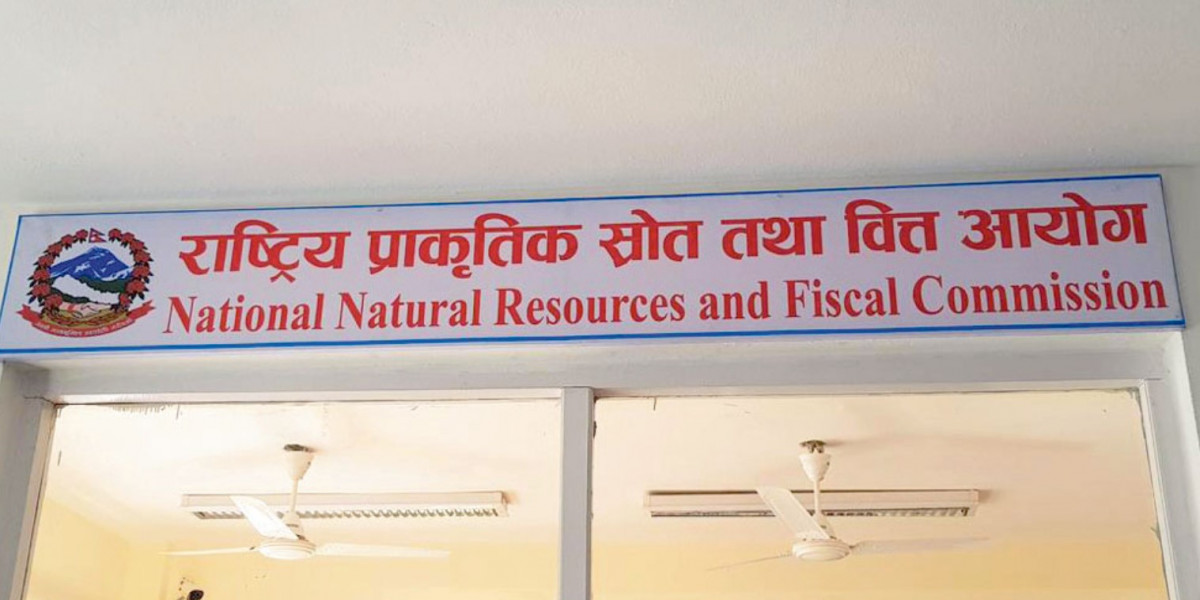 राष्ट्रिय प्राकृतिक स्रोत तथा वित्त आयोग
National Natural Resources and Fiscal Commission